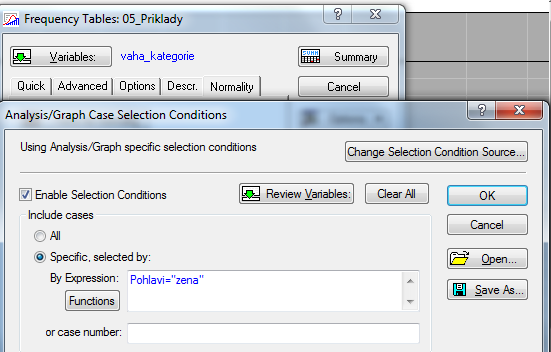 Frequency Tables: 05_Priklady
Variables: vaha_kategorie Summary
Quick Advanced Options Descr. Normality Cancel
Analysis/Graph Case Selection Conditions
Using Analysis/Graph specific selection conditions Change Selection Condition Source...
Enable Selection Conditions Review Variables: Clear All OK
Include cases
All Cancel
Specific, selected by:
By Expression: Pohlavi="zena" Open...
Functions Save As...
or case number: